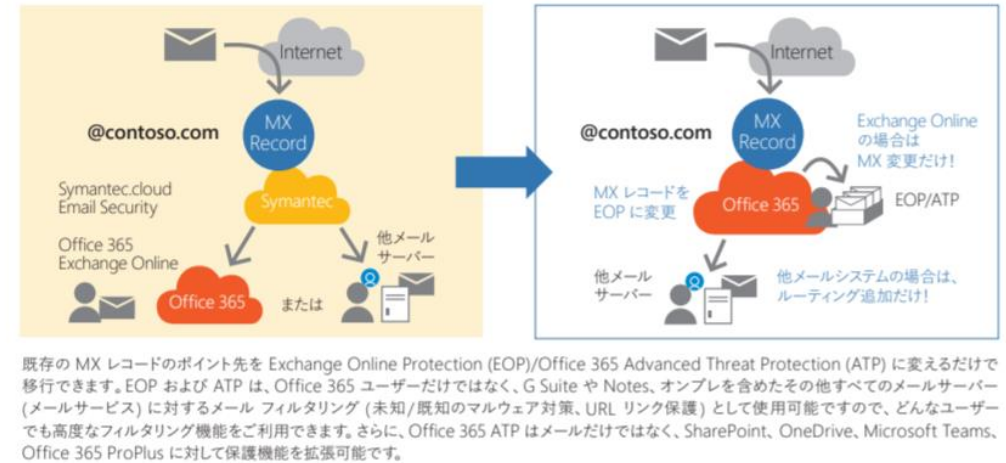 Internet
MX
Record
@contoso.com
Symantec.cloud
Email Security
Symantec
Office 365
Exchange Online
Office 365
または
他メール
サーバー
Internet
MX
Record
@contoso.com
Exchange Online
の場合は
MX 変更だけ!
MX レコードを
EOP に変更
Office 365
EOP/ATP
他メール
サーバー
他メールシステムの場合は、
ルーティング追加だけ!
既存の MX レコードのポイント先を Exchange Online Protection (EOP)/Office 365 Advanced Threat Protection (ATP) に変えるだけで
移行できます。EOP および ATP は、Office 365 ユーザーだけではなく、G Suite や Notes、オンプレを含めたその他すべてのメールサーバー
(メールサービス) に対するメール フィルタリング (未知/既知のマルウェア対策、URL リンク保護) として使用可能ですので、どんなユーザー
でも高度なフィルタリング機能をご利用できます。さらに、Office 365 ATP はメールだけではなく、SharePoint、OneDrive、Microsoft Teams、
Office 365 ProPlus に対して保護機能を拡張可能です。